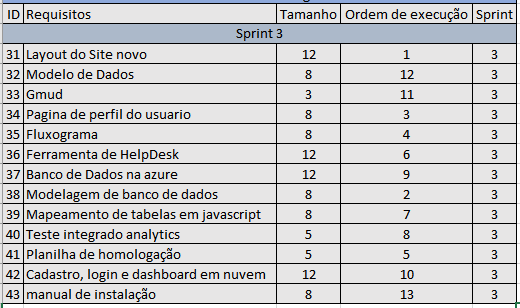 ID Requisitos Tamanho Ordem de execução Sprint
Sprint 3
31 Layout do Site novo 12 1 3
32 Modelo de Dados 8 12 3
33 Gmud 3 11 3
34 Pagina de perfil do usuario 8 3 3
35 Fluxograma 8 4 3
36 Ferramenta de HelpDesk 12 6 3
37 Banco de Dados na azure 12 9 3
38 Modelagem de banco de dados 8 2 3
39 Mapeamento de tabelas em javascript 8 7 3
40 Teste integrado analytics 5 8 3
41 Planilha de homologação 5 5 3
42 Cadastro, login e dashboard em nuvem 12 10 3
43 manual de instalação 8 13 3